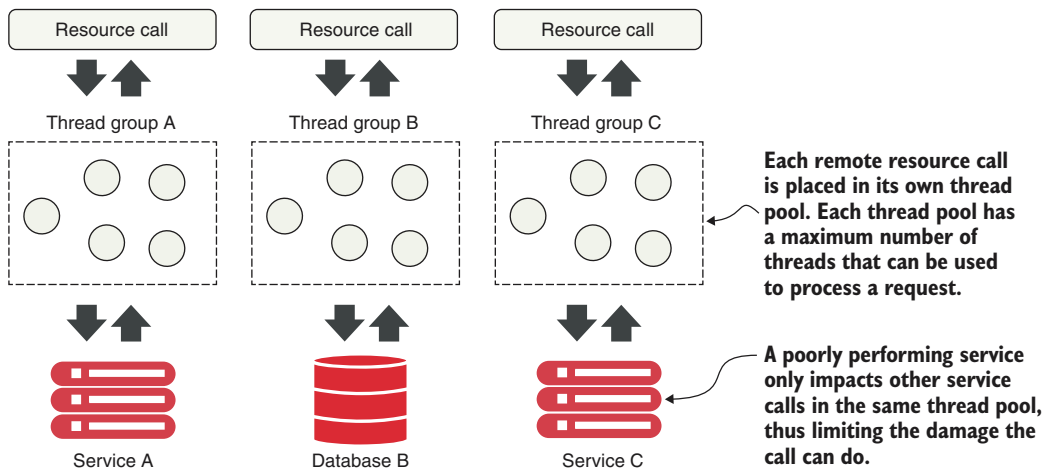 Resource call
Resource call
Resource call
Thread group A
Thread group B
Thread group C
Each remote resource call
is placed in its own thread
pool. Each thread pool has
a maximum number of
threads that can be used
to process a request.
A poorly performing service
only impacts other service
calls in the same thread pool,
thus limiting the damage the
call can do.
Service A
Database B
Service C